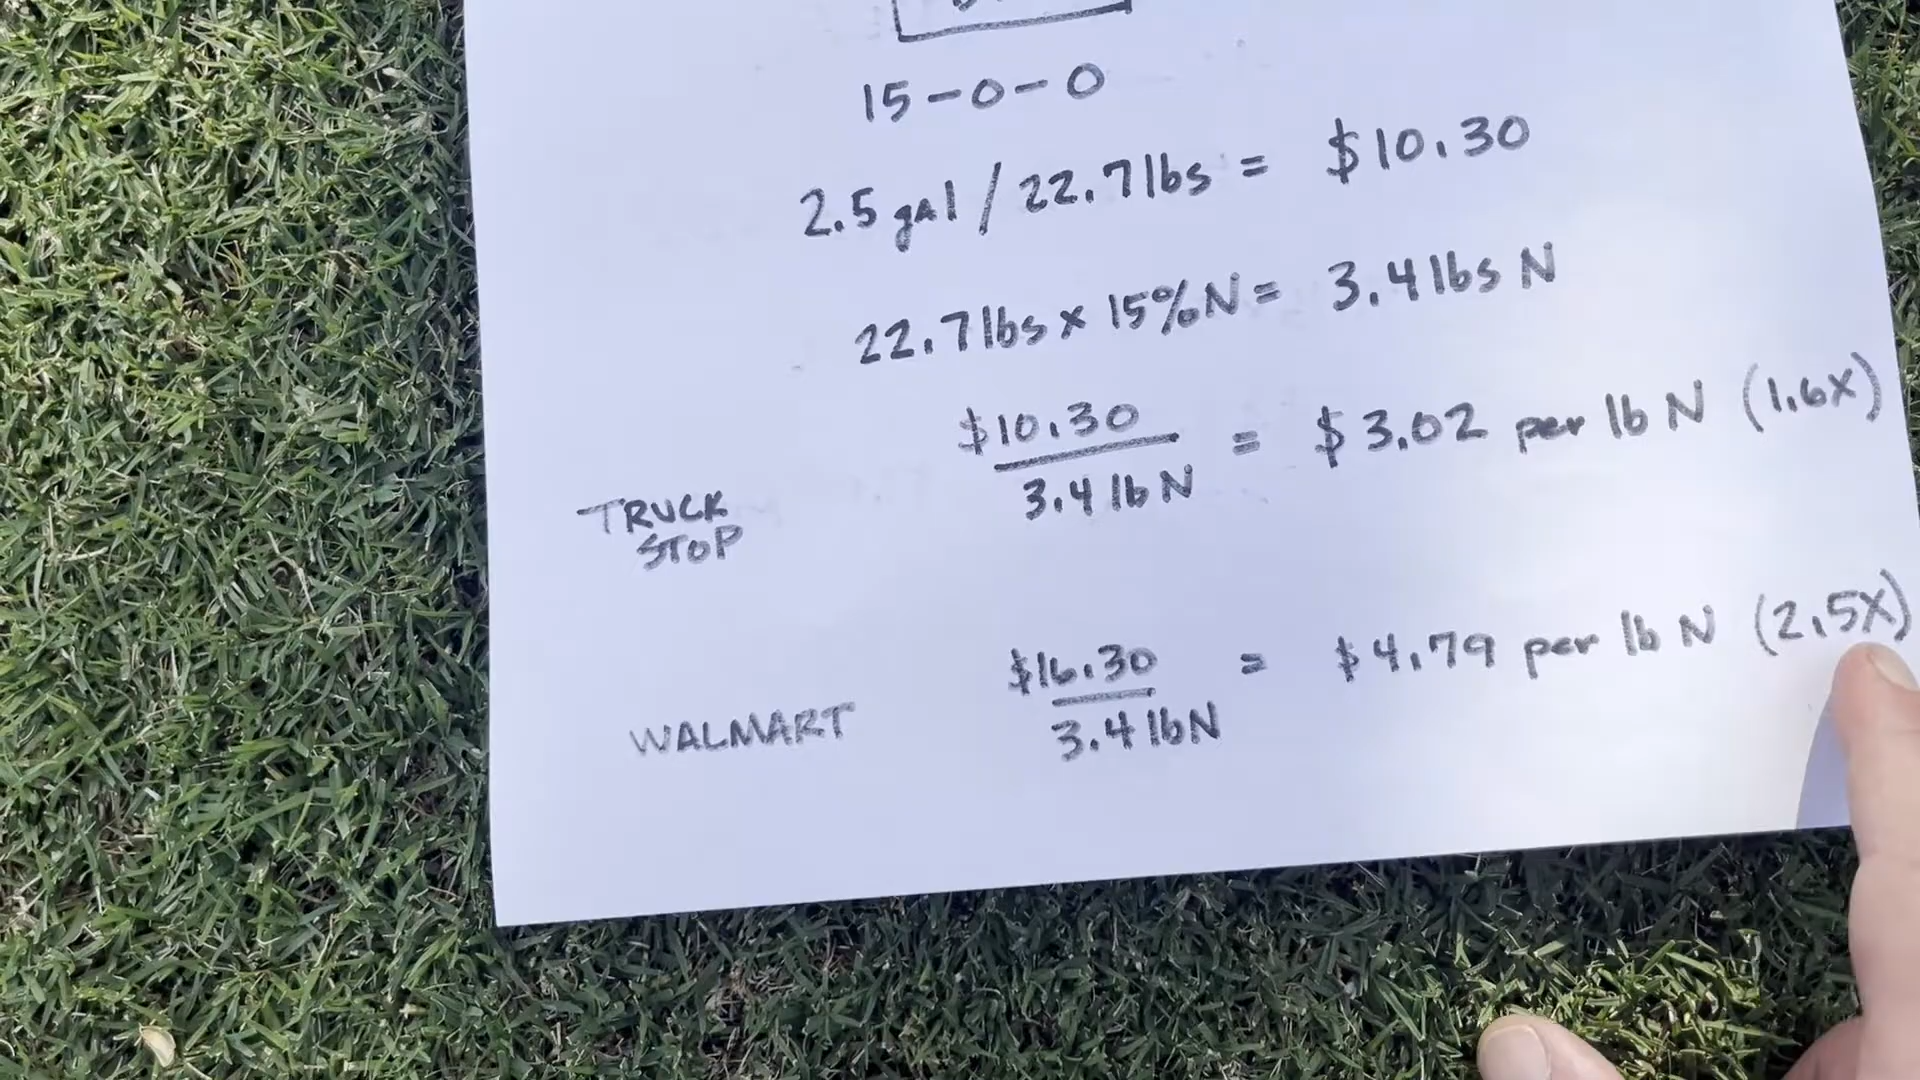 15-0-0
2.5 gal / 22.7 lbs = $10.30
22.7 lbs x 15% N = 3.4 lbs N
$10.30 = $3.02 per lb N (1.6X)
3.4 lb N
TRUCK
STOP
$16.30 = $4.79 per lb N (2.5X)
3.4 lb N
WALMART